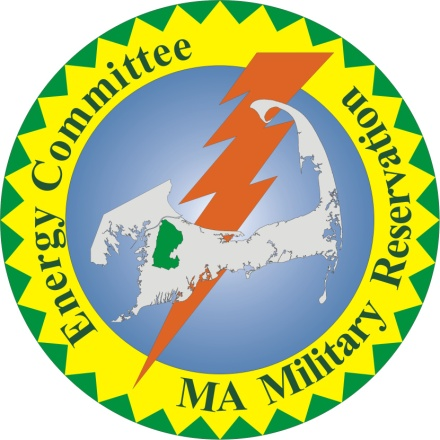 Energy Committee
MA Military Reservation